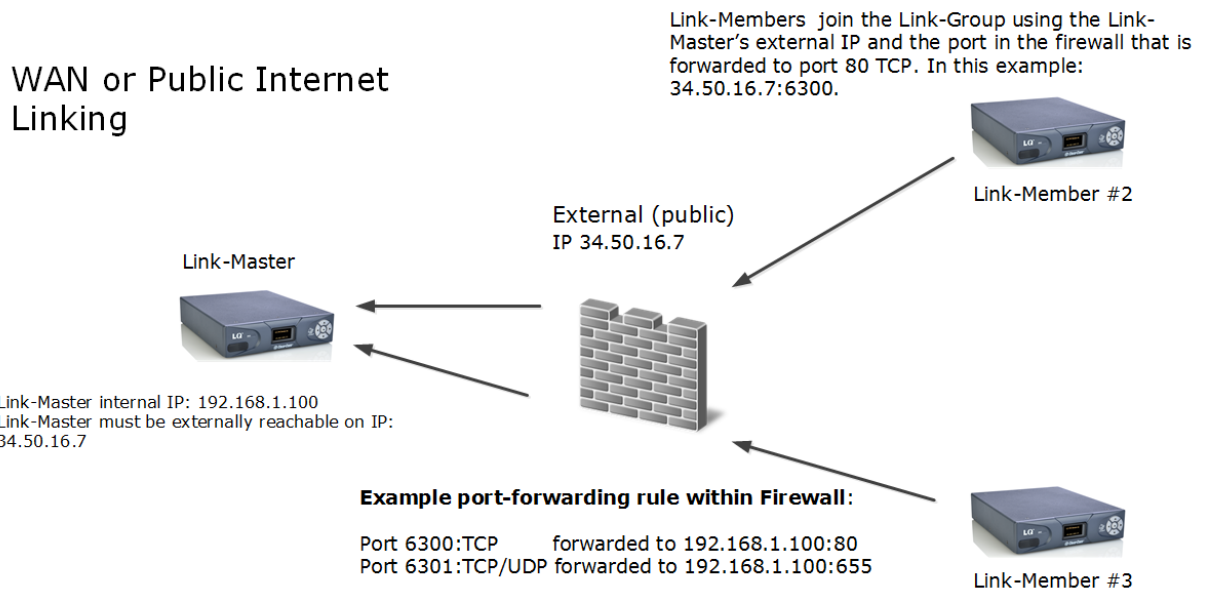 WAN or Public Internet
Linking
Link-Members  join the Link-Group using the Link-
Master's external IP and the port in the firewall that is
forwarded to port 80 TCP. In this example:
34.50.16.7:6300.
Link-Member #2
External (public)
IP 34.50.16.7
Link-Master
Link-Master internal IP: 192.168.1.100
Link-Master must be externally reachable on IP:
34.50.16.7
Example port-forwarding rule within Firewall:
Port 6300:TCP forwarded to 192.168.1.100:80
Port 6301:TCP/UDP forwarded to 192.168.1.100:655
Link-Member #3